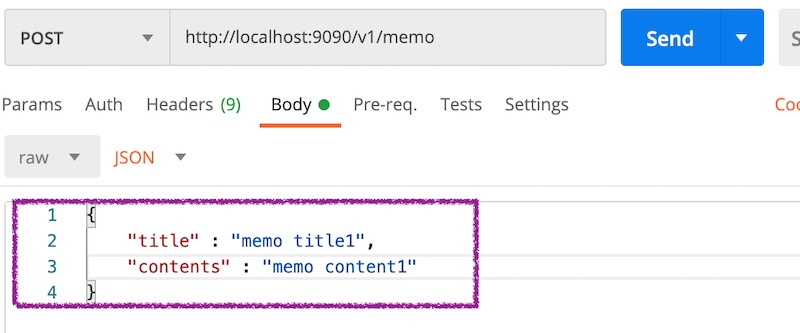 POST http://localhost:9090/v1/memo Send S
Params Auth Headers (9) Body Pre-req. Tests Settings Coo
raw JSON
1 {
2 "title" : "memo title1",
3 "contents" : "memo content1"
4 }